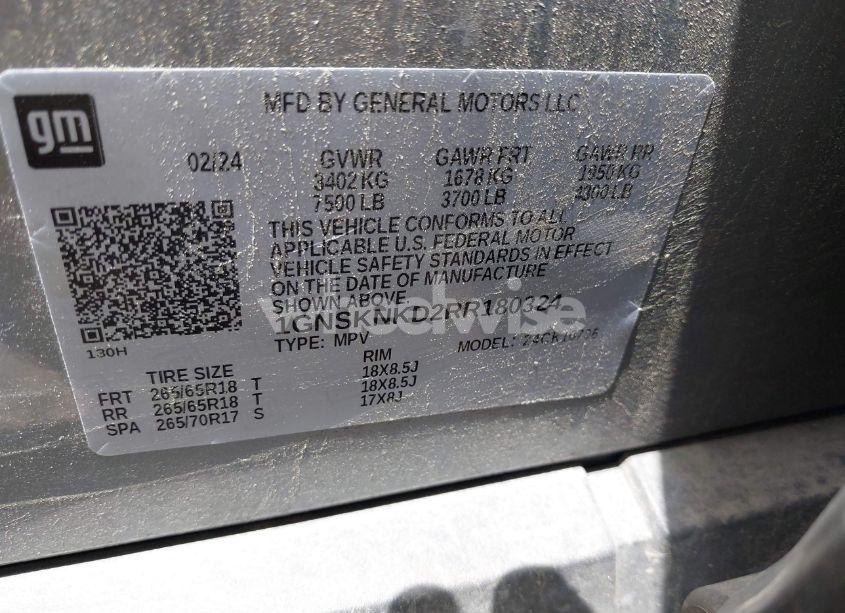 gm
MFD BY GENERAL MOTORS LLC
02/24 GVWR GAWR FRT GAWR RR
3402 KG 1678 KG 1950 KG
7500 LB 3700 LB 4300 LB
THIS VEHICLE CONFORMS TO ALL
APPLICABLE U.S. FEDERAL MOTOR
VEHICLE SAFETY STANDARDS IN EFFECT
ON THE DATE OF MANUFACTURE
SHOWN ABOVE.
1GNSKNKD2RR180324
TYPE: MPV MODEL:
130H
TIRE SIZE RIM
FRT 265/65R18 T 18X8.5J
RR 265/65R18 T 18X8.5J
SPA 265/70R17 S 17X8J